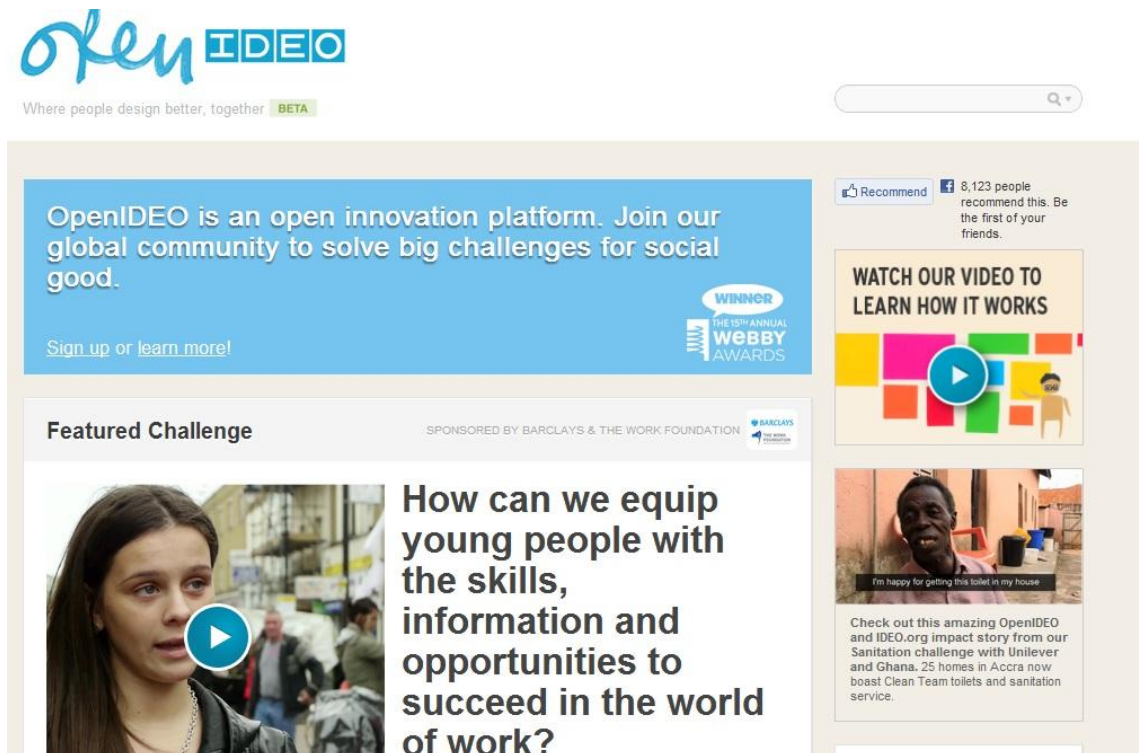 open IDEO
Where people design better, together BETA
OpenIDEO is an open innovation platform. Join our
global community to solve big challenges for social
good.
Sign up or learn more!
WINNER
THE 15TH ANNUAL
WEBBY
AWARDS
Featured Challenge
SPONSORED BY BARCLAYS & THE WORK FOUNDATION
BARCLAYS
THE WORK
FOUNDATION
How can we equip
young people with
the skills,
information and
opportunities to
succeed in the world
of work?
Recommend
8,123 people
recommend this. Be
the first of your
friends.
WATCH OUR VIDEO TO
LEARN HOW IT WORKS
I'm happy for getting this toilet in my house
Check out this amazing OpenIDEO
and IDEO.org impact story from our
Sanitation challenge with Unilever
and Ghana. 25 homes in Accra now
boast Clean Team toilets and sanitation
service.